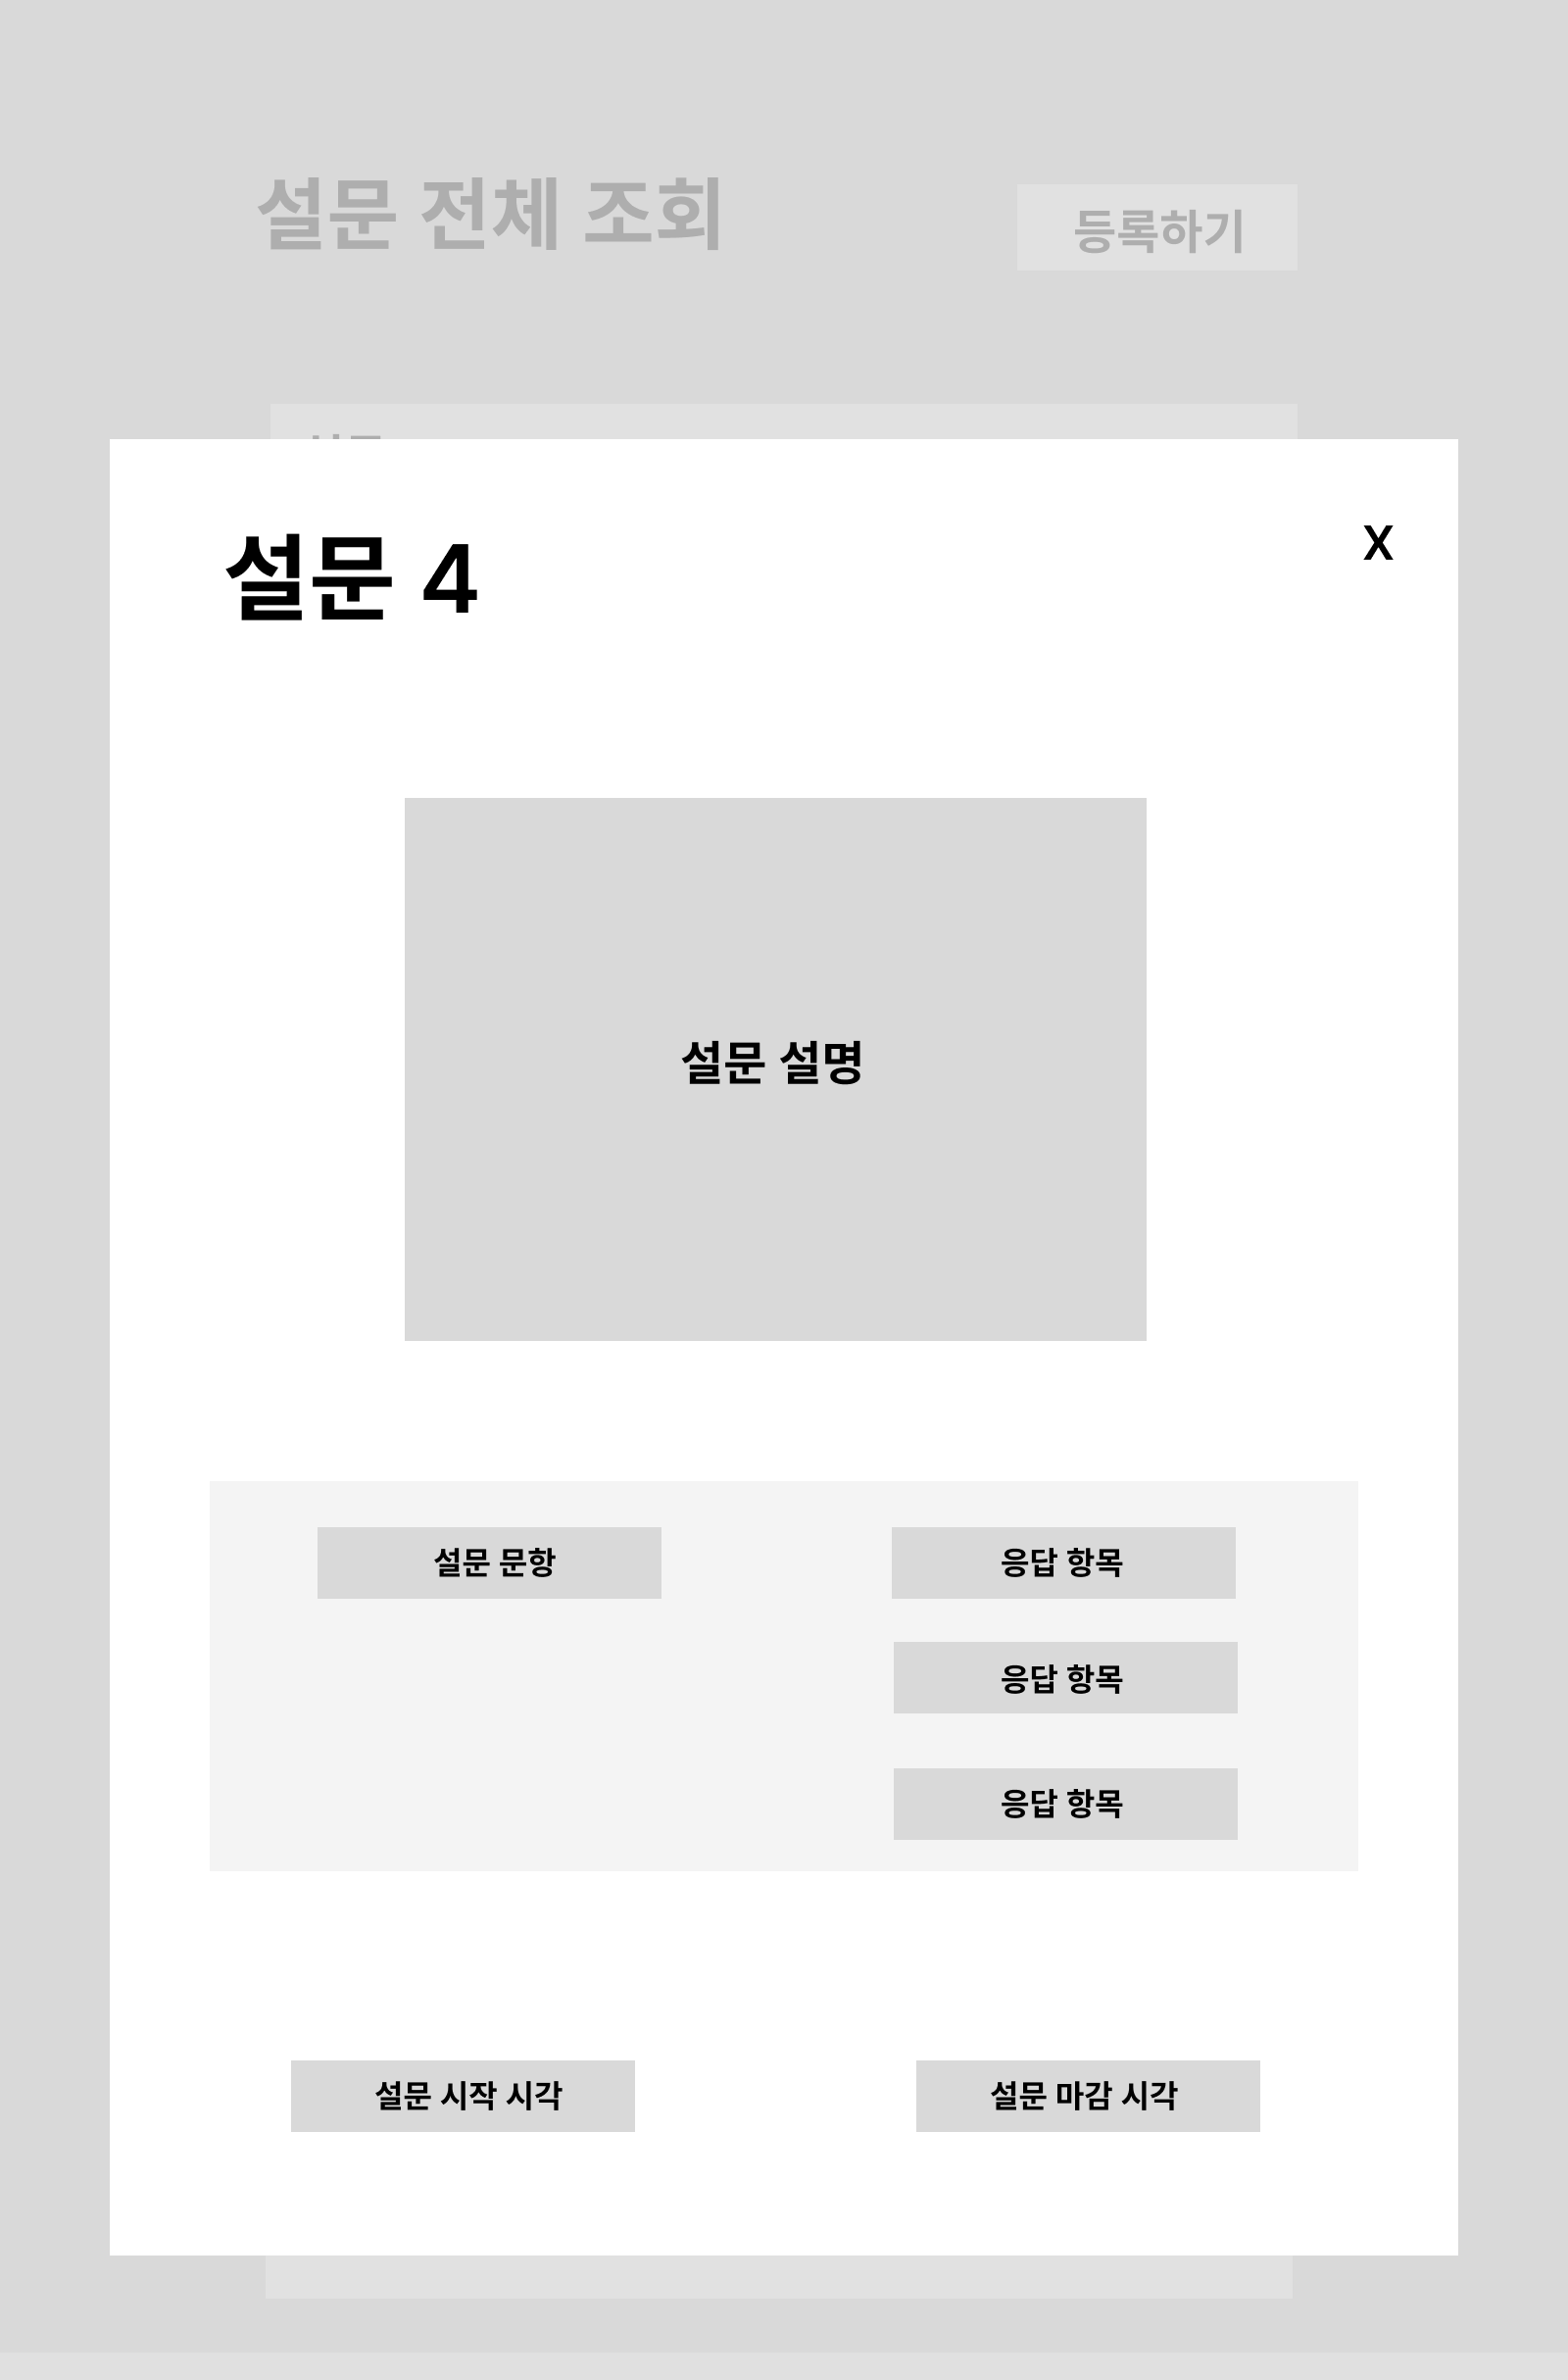 설문 전체 조회
등록하기
설문 4
X
설문 설명
설문 문항
응답 항목
응답 항목
응답 항목
설문 시작 시각
설문 마감 시각